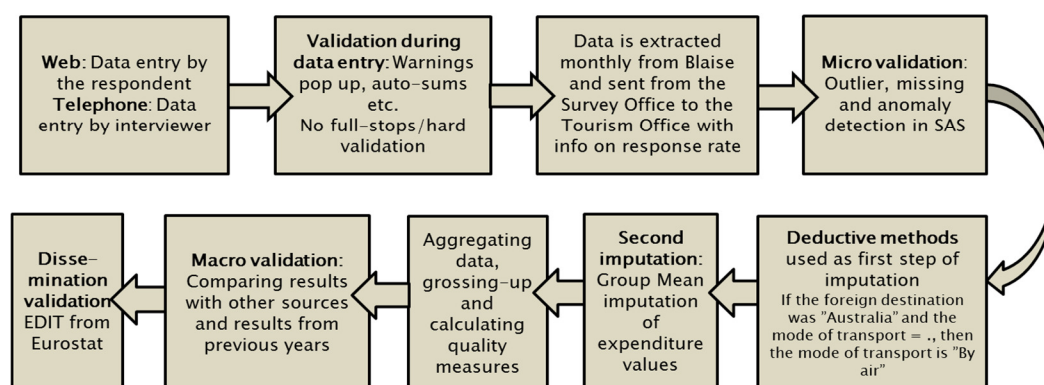 Web: Data entry by
the respondent
Telephone: Data
entry by interviewer
Validation during
data entry: Warnings
pop up, auto-sums
etc.
No full-stops/hard
validation
Data is extracted
monthly from Blaise
and sent from the
Survey Office to the
Tourism Office with
info on response rate
Micro validation:
Outlier, missing
and anomaly
detection in SAS
Deductive methods
used as first step of
imputation
If the foreign destination
was "Australia" and the
mode of transport = ., then
the mode of transport is "By
air"
Second
imputation:
Group Mean
imputation
of
expenditure
values
Aggregating
data,
grossing-up
and
calculating
quality
measures
Macro validation:
Comparing results
with other sources
and results from
previous years
Disse-
mination
validation
EDIT from
Eurostat